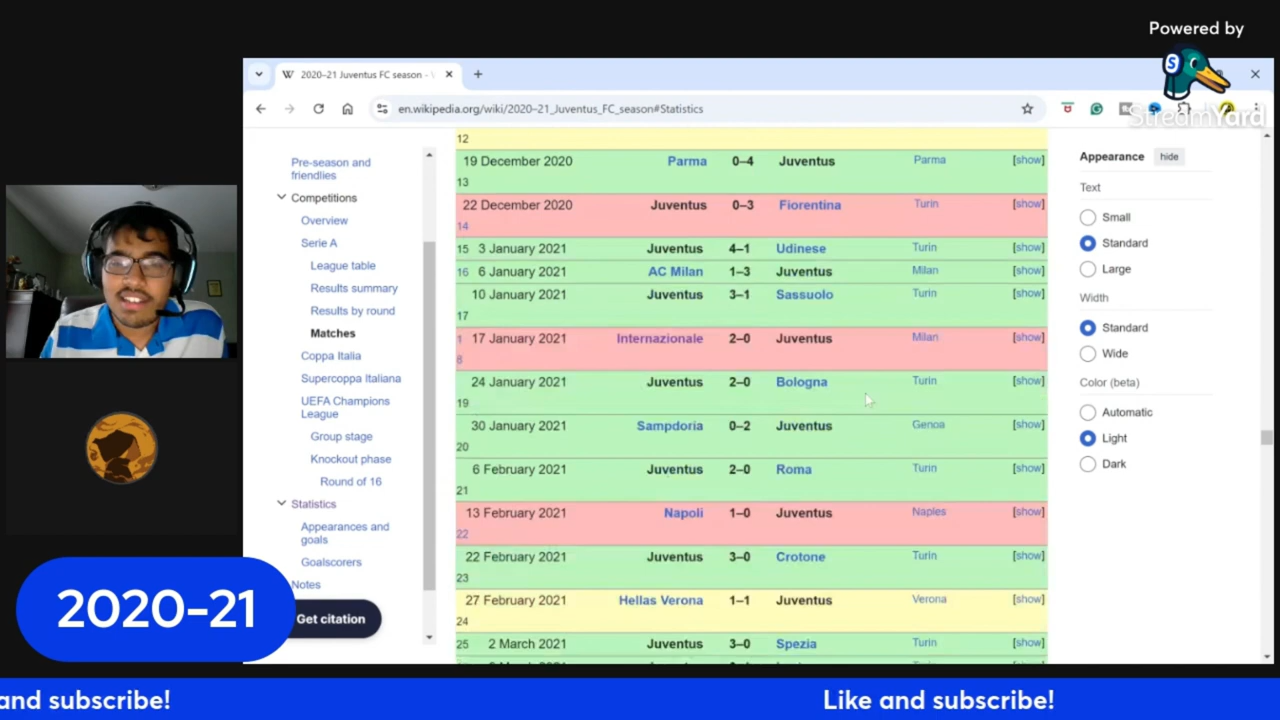 Powered by
StreamYard
2020–21 Juventus FC season -
en.wikipedia.org/wiki/2020–21_Juventus_FC_season#Statistics
Pre-season and
friendlies
Competitions
Overview
Serie A
League table
Results summary
Results by round
Matches
Coppa Italia
Supercoppa Italiana
UEFA Champions
League
Group stage
Knockout phase
Round of 16
Statistics
Appearances and
goals
Goalscorers
Notes
Get citation
12
19 December 2020 Parma 0–4 Juventus Parma [show]
13
22 December 2020 Juventus 0–3 Fiorentina Turin [show]
14
15 3 January 2021 Juventus 4–1 Udinese Turin [show]
16 6 January 2021 AC Milan 1–3 Juventus Milan [show]
10 January 2021 Juventus 3–1 Sassuolo Turin [show]
17
1 17 January 2021 Internazionale 2–0 Juventus Milan [show]
8
24 January 2021 Juventus 2–0 Bologna Turin [show]
19
30 January 2021 Sampdoria 0–2 Juventus Genoa [show]
20
6 February 2021 Juventus 2–0 Roma Turin [show]
21
13 February 2021 Napoli 1–0 Juventus Naples [show]
22
22 February 2021 Juventus 3–0 Crotone Turin [show]
23
27 February 2021 Hellas Verona 1–1 Juventus Verona [show]
24
25 2 March 2021 Juventus 3–0 Spezia Turin [show]
Appearance hide
Text
Small
Standard
Large
Width
Standard
Wide
Color (beta)
Automatic
Light
Dark
2020-21
and subscribe! Like and subscribe!